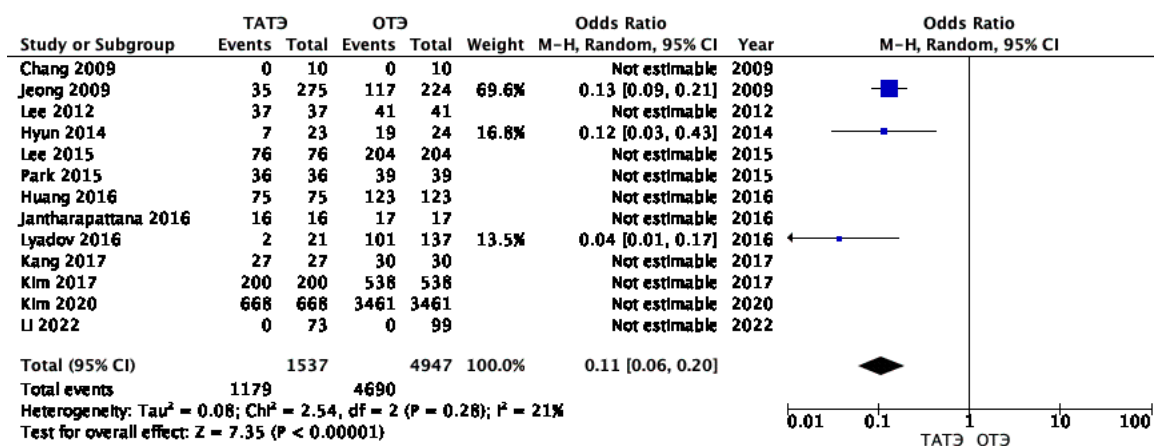 ТАТЭ ОТЭ Odds Ratio Odds Ratio
Study or Subgroup Events Total Events Total Weight M-H, Random, 95% CI Year M-H, Random, 95% CI
Chang 2009 0 10 0 10 Not estimable 2009
Jeong 2009 35 275 117 224 69.6% 0.13 [0.09, 0.21] 2009
Lee 2012 37 37 41 41 Not estimable 2012
Hyun 2014 7 23 19 24 16.8% 0.12 [0.03, 0.43] 2014
Lee 2015 76 76 204 204 Not estimable 2015
Park 2015 36 36 39 39 Not estimable 2015
Huang 2016 75 75 123 123 Not estimable 2016
Jantharapattana 2016 16 16 17 17 Not estimable 2016
Lyadov 2016 2 21 101 137 13.5% 0.04 [0.01, 0.17] 2016
Kang 2017 27 27 30 30 Not estimable 2017
Kim 2017 200 200 538 538 Not estimable 2017
Kim 2020 668 668 3461 3461 Not estimable 2020
Li 2022 0 73 0 99 Not estimable 2022
Total (95% CI) 1537 4947 100.0% 0.11 [0.06, 0.20]
Total events 1179 4690
Heterogeneity: Tau² = 0.08; Chi² = 2.54, df = 2 (P = 0.28); I² = 21%
Test for overall effect: Z = 7.35 (P < 0.00001)
0.01 0.1 1 10 100
ТАТЭ ОТЭ